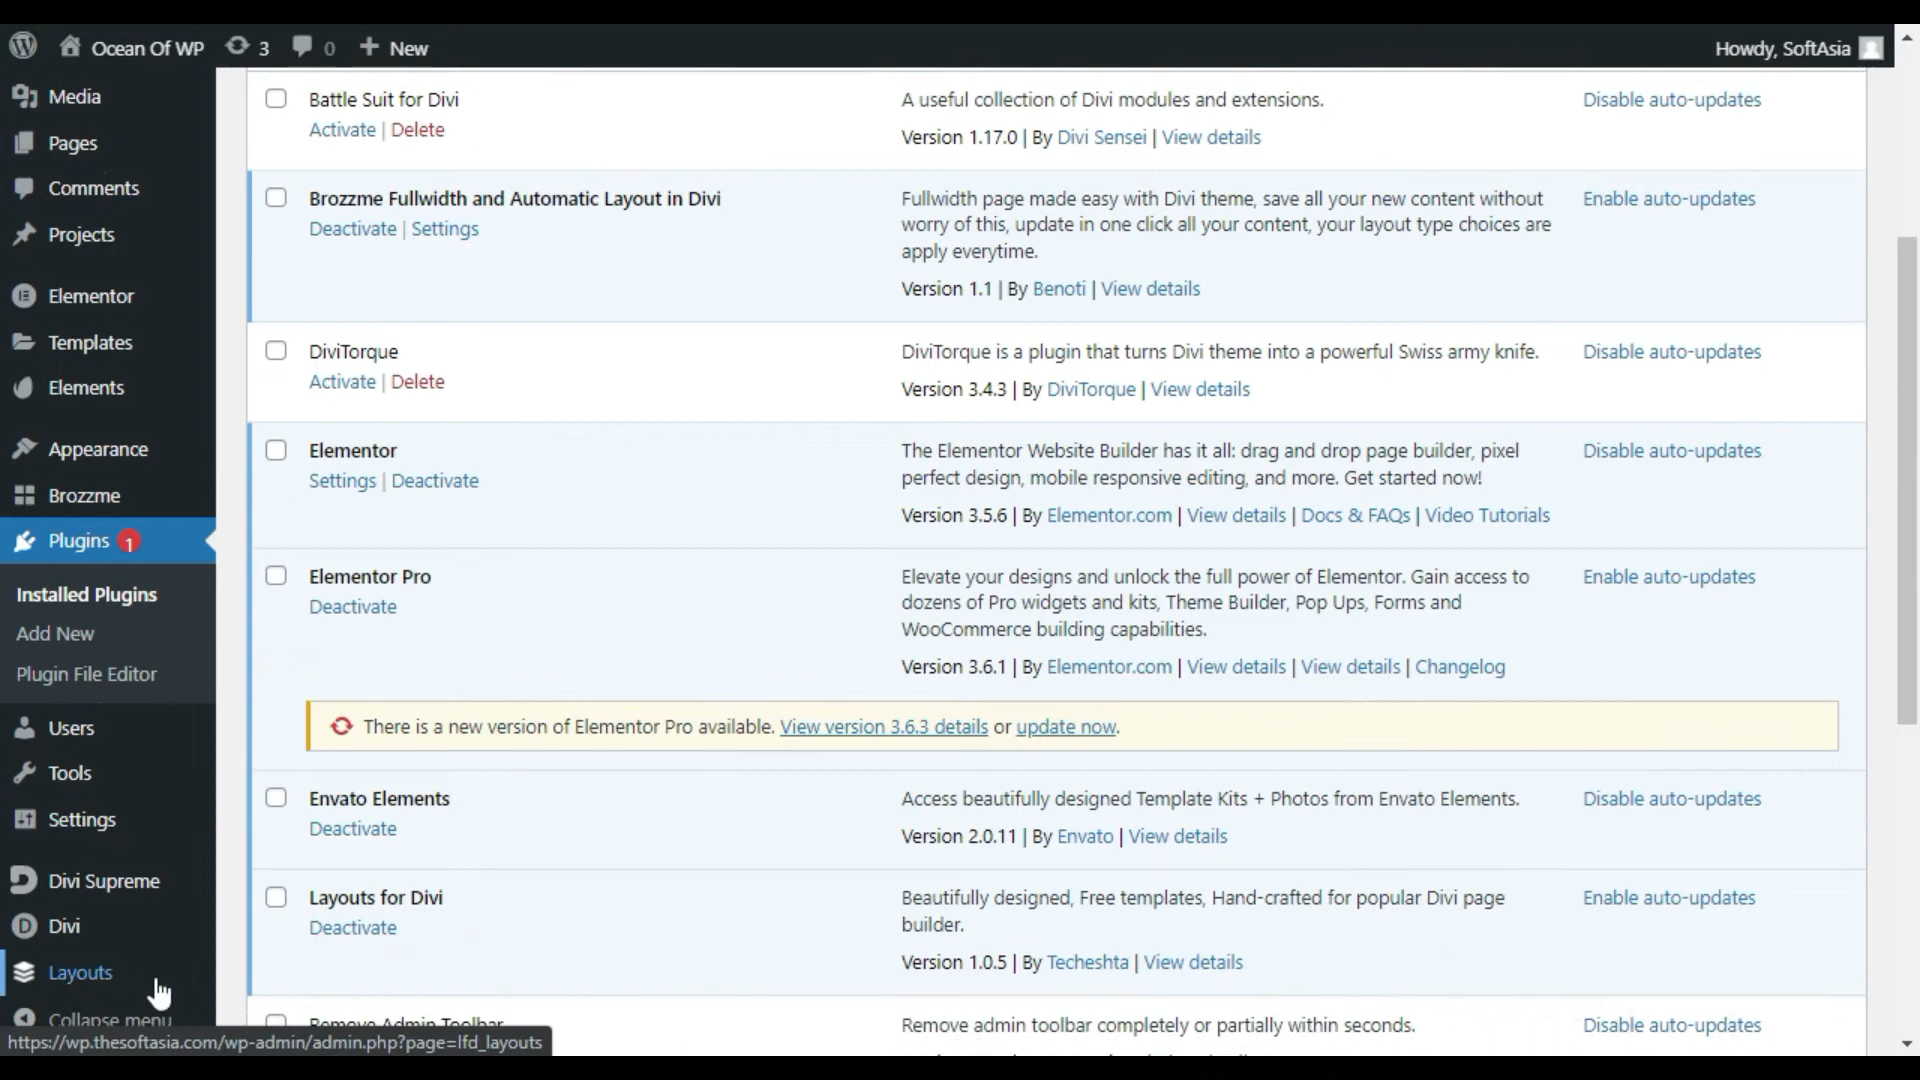 Ocean Of WP 3 0 New Howdy, SoftAsia
Media
Pages
Comments
Projects
Elementor
Templates
Elements
Appearance
Brozzme
Plugins 1
Installed Plugins
Add New
Plugin File Editor
Users
Tools
Settings
Divi Supreme
Divi
Layouts
Collapse menu
Battle Suit for Divi
Activate | Delete
A useful collection of Divi modules and extensions.
Version 1.17.0 | By Divi Sensei | View details
Disable auto-updates
Brozzme Fullwidth and Automatic Layout in Divi
Deactivate | Settings
Fullwidth page made easy with Divi theme, save all your new content without
worry of this, update in one click all your content, your layout type choices are
apply everytime.
Version 1.1 | By Benoti | View details
Enable auto-updates
DiviTorque
Activate | Delete
DiviTorque is a plugin that turns Divi theme into a powerful Swiss army knife.
Version 3.4.3 | By DiviTorque | View details
Disable auto-updates
Elementor
Settings | Deactivate
The Elementor Website Builder has it all: drag and drop page builder, pixel
perfect design, mobile responsive editing, and more. Get started now!
Version 3.5.6 | By Elementor.com | View details | Docs & FAQs | Video Tutorials
Disable auto-updates
Elementor Pro
Deactivate
Elevate your designs and unlock the full power of Elementor. Gain access to
dozens of Pro widgets and kits, Theme Builder, Pop Ups, Forms and
WooCommerce building capabilities.
Version 3.6.1 | By Elementor.com | View details | View details | Changelog
Enable auto-updates
There is a new version of Elementor Pro available. View version 3.6.3 details or update now.
Envato Elements
Deactivate
Access beautifully designed Template Kits + Photos from Envato Elements.
Version 2.0.11 | By Envato | View details
Disable auto-updates
Layouts for Divi
Deactivate
Beautifully designed, Free templates, Hand-crafted for popular Divi page
builder.
Version 1.0.5 | By Techeshta | View details
Enable auto-updates
Remove Admin Toolbar
Remove admin toolbar completely or partially within seconds.
Disable auto-updates
https://wp.thesoftasia.com/wp-admin/admin.php?page=lfd_layouts